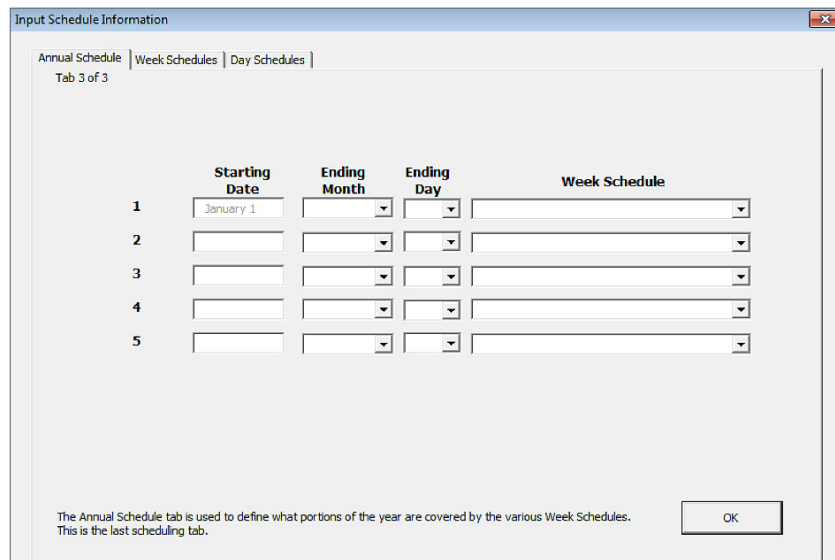 Input Schedule Information
Annual Schedule Week Schedules Day Schedules
Tab 3 of 3
Starting Date Ending Month Ending Day Week Schedule
1 January 1
2
3
4
5
The Annual Schedule tab is used to define what portions of the year are covered by the various Week Schedules.
This is the last scheduling tab.
OK